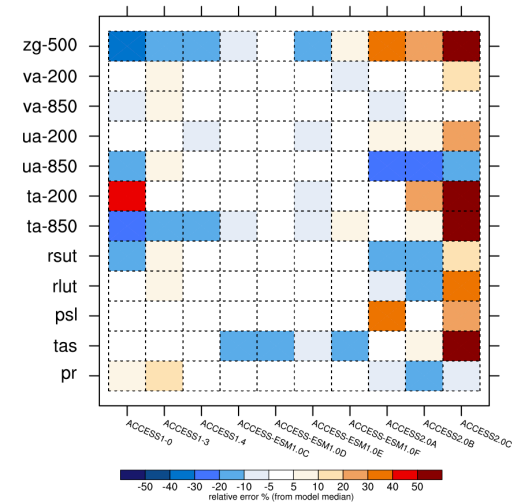 zg-500
va-200
va-850
ua-200
ua-850
ta-200
ta-850
rsut
rlut
psl
tas
pr
ACCESS1-0
ACCESS1-3
ACCESS1.4
ACCESS-ESM1.0C
ACCESS-ESM1.0D
ACCESS-ESM1.0E
ACCESS-ESM1.0F
ACCESS2.0A
ACCESS2.0B
ACCESS2.0C
-50 -40 -30 -20 -10 -5 5 10 20 30 40 50
relative error % (from model median)